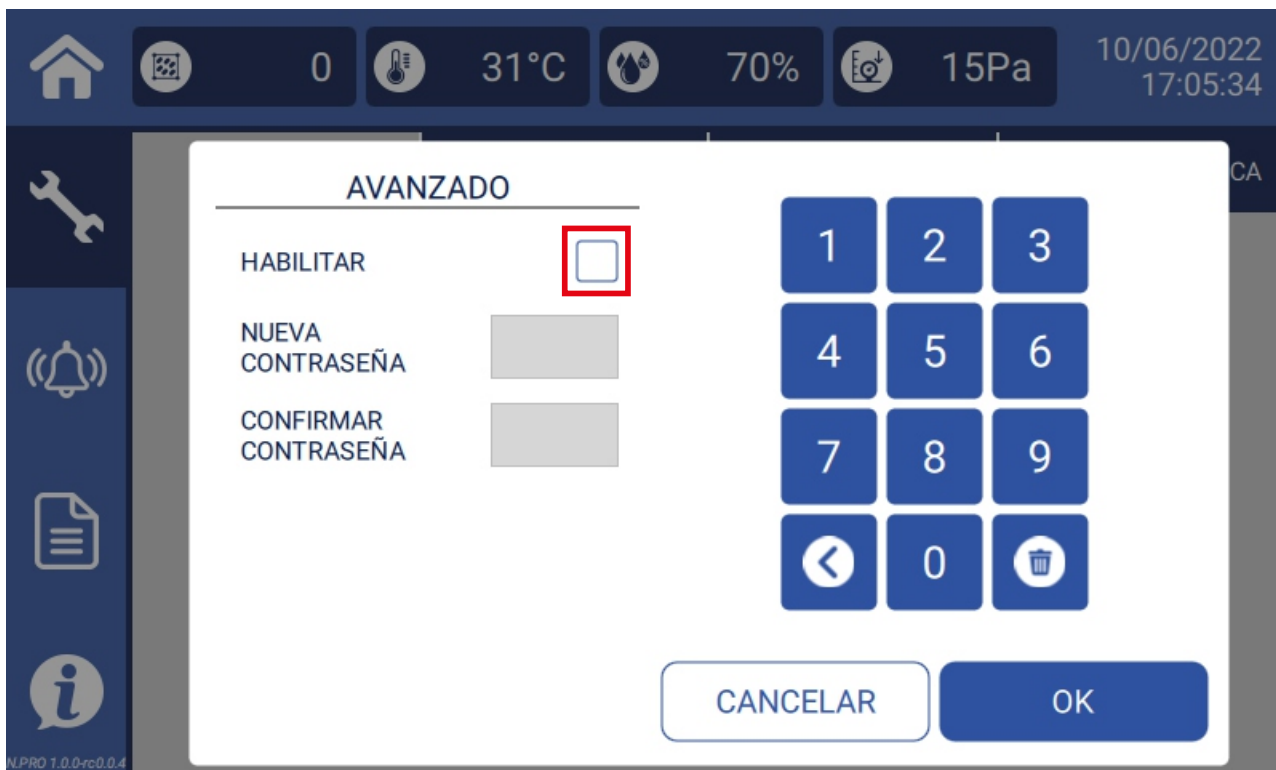 0
31°C
70%
15Pa
10/06/2022
17:05:34
CA
AVANZADO
HABILITAR
NUEVA
CONTRASEÑA
CONFIRMAR
CONTRASEÑA
1 2 3
4 5 6
7 8 9
0
CANCELAR
OK
N.PRO 1.0.0-rc0.0.4